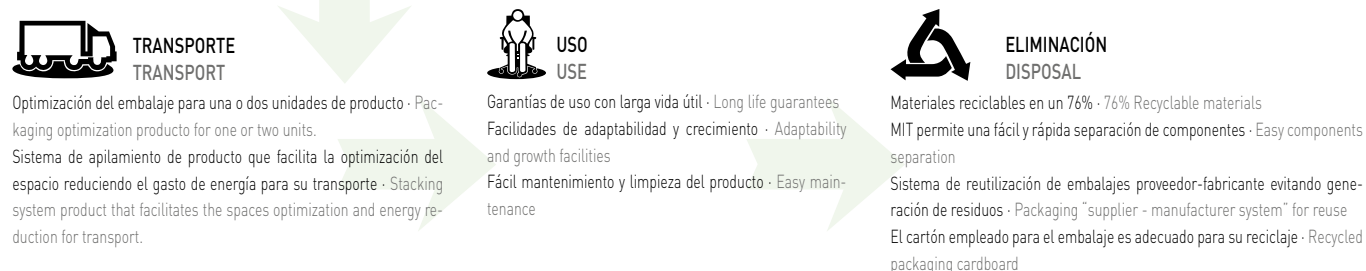 TRANSPORTE
TRANSPORT
Optimización del embalaje para una o dos unidades de producto · Pac-
kaging optimization producto for one or two units.
Sistema de apilamiento de producto que facilita la optimización del
espacio reduciendo el gasto de energía para su transporte · Stacking
system product that facilitates the spaces optimization and energy re-
duction for transport.
USO
USE
Garantías de uso con larga vida útil · Long life guarantees
Facilidades de adaptabilidad y crecimiento · Adaptability
and growth facilities
Fácil mantenimiento y limpieza del producto · Easy main-
tenance
ELIMINACIÓN
DISPOSAL
Materiales reciclables en un 76% · 76% Recyclable materials
MIT permite una fácil y rápida separación de componentes · Easy components
separation
Sistema de reutilización de embalajes proveedor-fabricante evitando gene-
ración de residuos · Packaging “supplier - manufacturer system” for reuse
El cartón empleado para el embalaje es adecuado para su reciclaje · Recycled
packaging cardboard